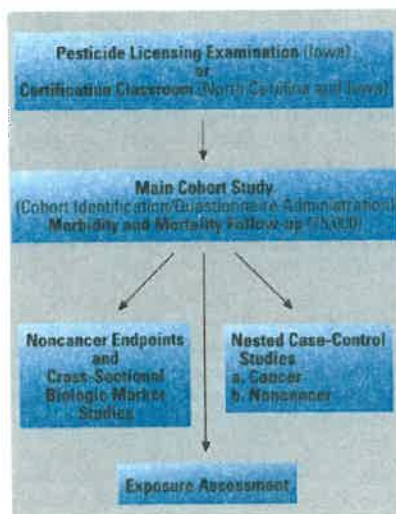 Pesticide Licensing Examination (Iowa)
or
Certification Classroom (North Carolina and Iowa)
Main Cohort Study
(Cohort Identification/Questionnaire Administration)
Morbidity and Mortality Follow-up (75,000)
Noncancer Endpoints
and
Cross-Sectional
Biologic Marker
Studies
Nested Case-Control
Studies
a. Cancer
b. Noncancer
Exposure Assessment